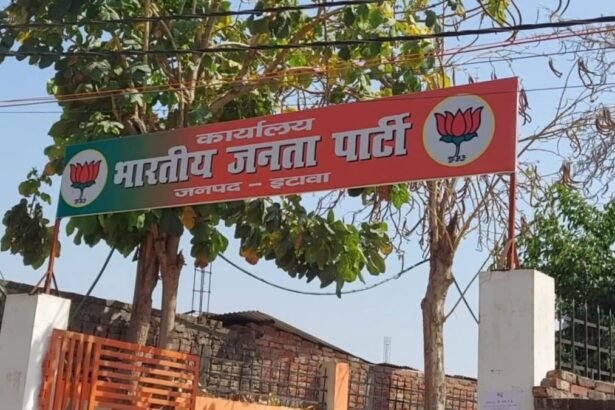 कार्यालय
भारतीय जनता पार्टी
जनपद - इटावा